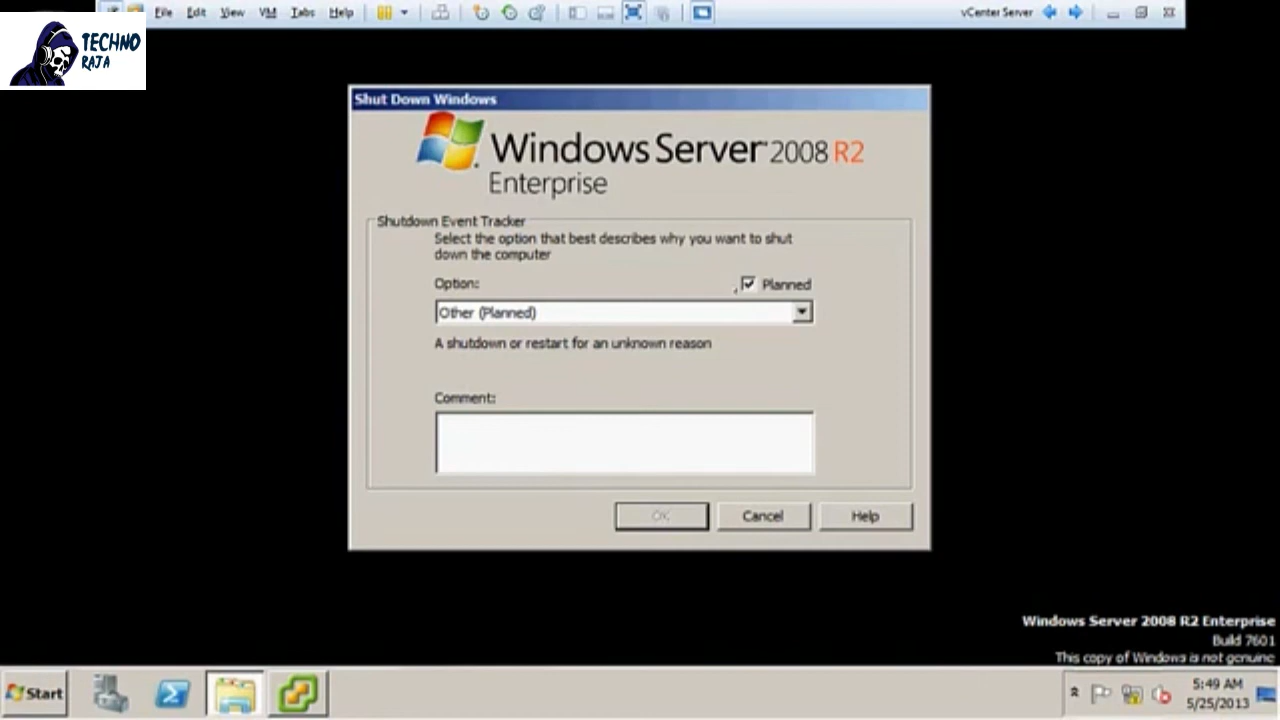 File Edit View VM Tabs Help
vCenter Server
TECHNO
RAJA
Shut Down Windows
Windows Server 2008 R2
Enterprise
Shutdown Event Tracker
Select the option that best describes why you want to shut
down the computer
Option:
Planned
Other (Planned)
A shutdown or restart for an unknown reason
Comment:
OK
Cancel
Help
Windows Server 2008 R2 Enterprise
Build 7601
This copy of Windows is not genuine
Start
5:49 AM
5/25/2013